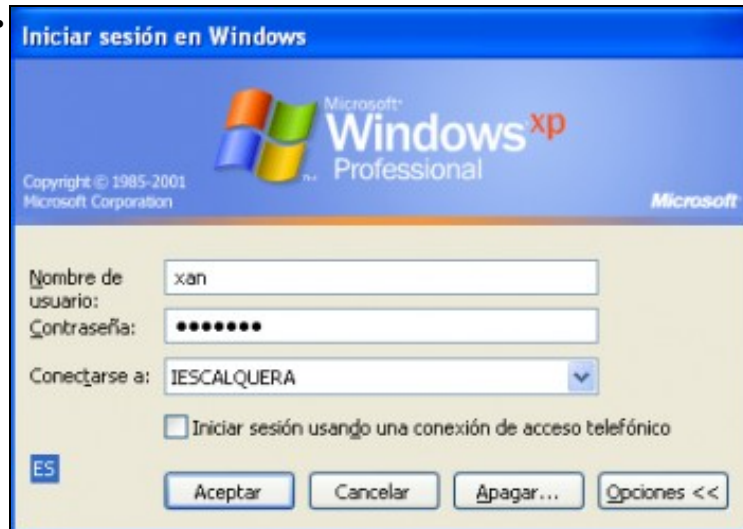 Iniciar sesión en Windows
Microsoft®
Windows xp
Professional
Copyright © 1985-2001
Microsoft Corporation
Microsoft
Nombre de usuario:
xan
Contraseña:
●●●●●●●
Conectarse a:
IESCALQUERA
Iniciar sesión usando una conexión de acceso telefónico
ES
Aceptar
Cancelar
Apagar...
Opciones <<